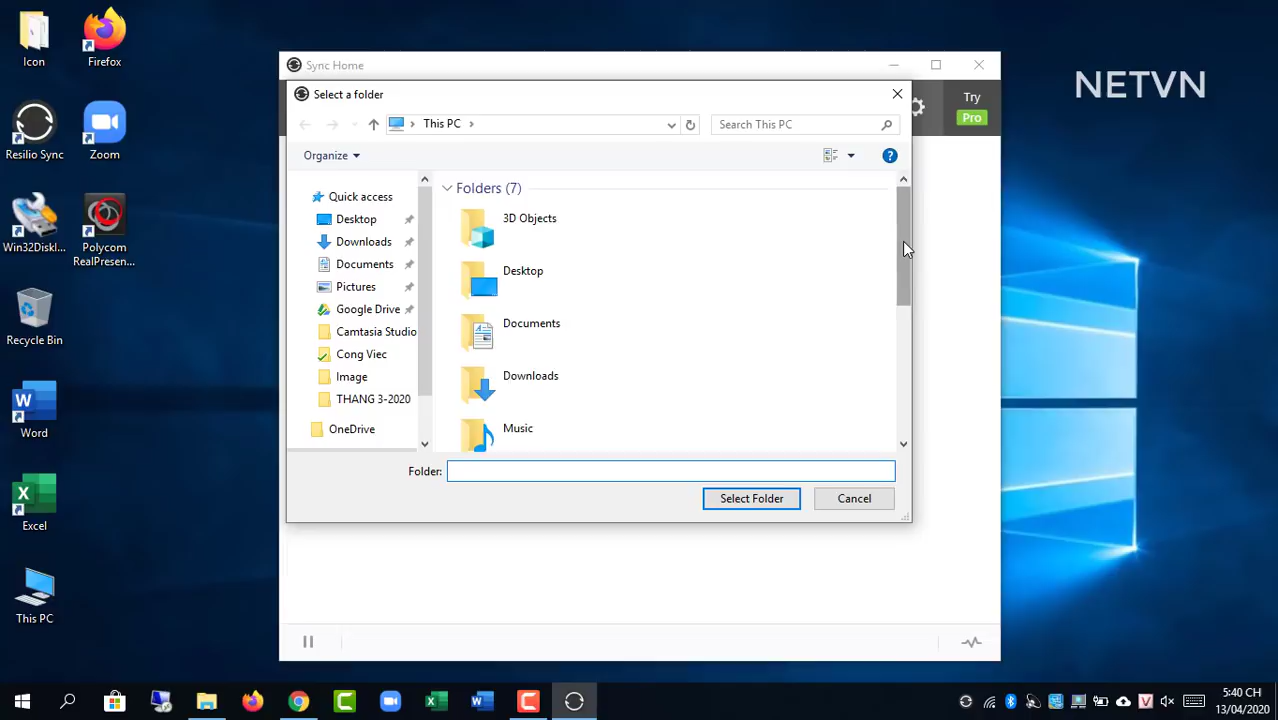 Icon
Firefox
Resilio Sync
Zoom
Win32DiskI...
Polycom
RealPresen...
Recycle Bin
Word
Excel
This PC
Sync Home
Try
Pro
NETVN
Select a folder
This PC
Search This PC
Organize
?
Quick access
Desktop
Downloads
Documents
Pictures
Google Drive
Camtasia Studio
Cong Viec
Image
THANG 3-2020
OneDrive
Folders (7)
3D Objects
Desktop
Documents
Downloads
Music
Folder:
Select Folder
Cancel
5:40 CH
13/04/2020